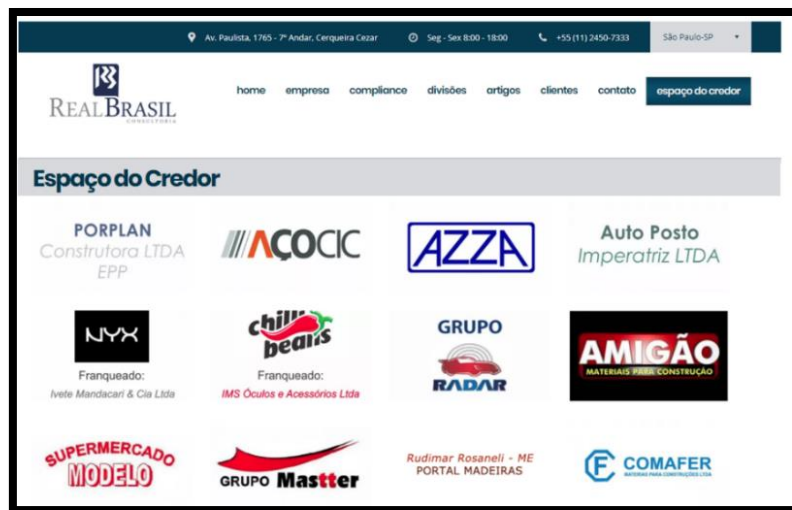 Av. Paulista, 1765 - 7º Andar, Cerqueira Cezar Seg - Sex 8:00 - 18:00 +55 (11) 2450-7333 São Paulo-SP
REALBRASIL
CONSULTORIA
home empresa compliance divisões artigos clientes contato espaço do credor
Espaço do Credor
PORPLAN
Construtora LTDA
EPP
AÇOCIC
AZZA
Auto Posto
Imperatriz LTDA
NYX
Franqueado:
Ivete Mandacari & Cia Ltda
chilli
beans
Franqueado:
IMS Óculos e Acessórios Ltda
GRUPO
RADAR
AMIGÃO
MATERIAIS PARA CONSTRUÇÃO
SUPERMERCADO
MODELO
GRUPO Mastter
Rudimar Rosaneli - ME
PORTAL MADEIRAS
COMAFER
MATERIAIS PARA CONSTRUÇÕES LTDA